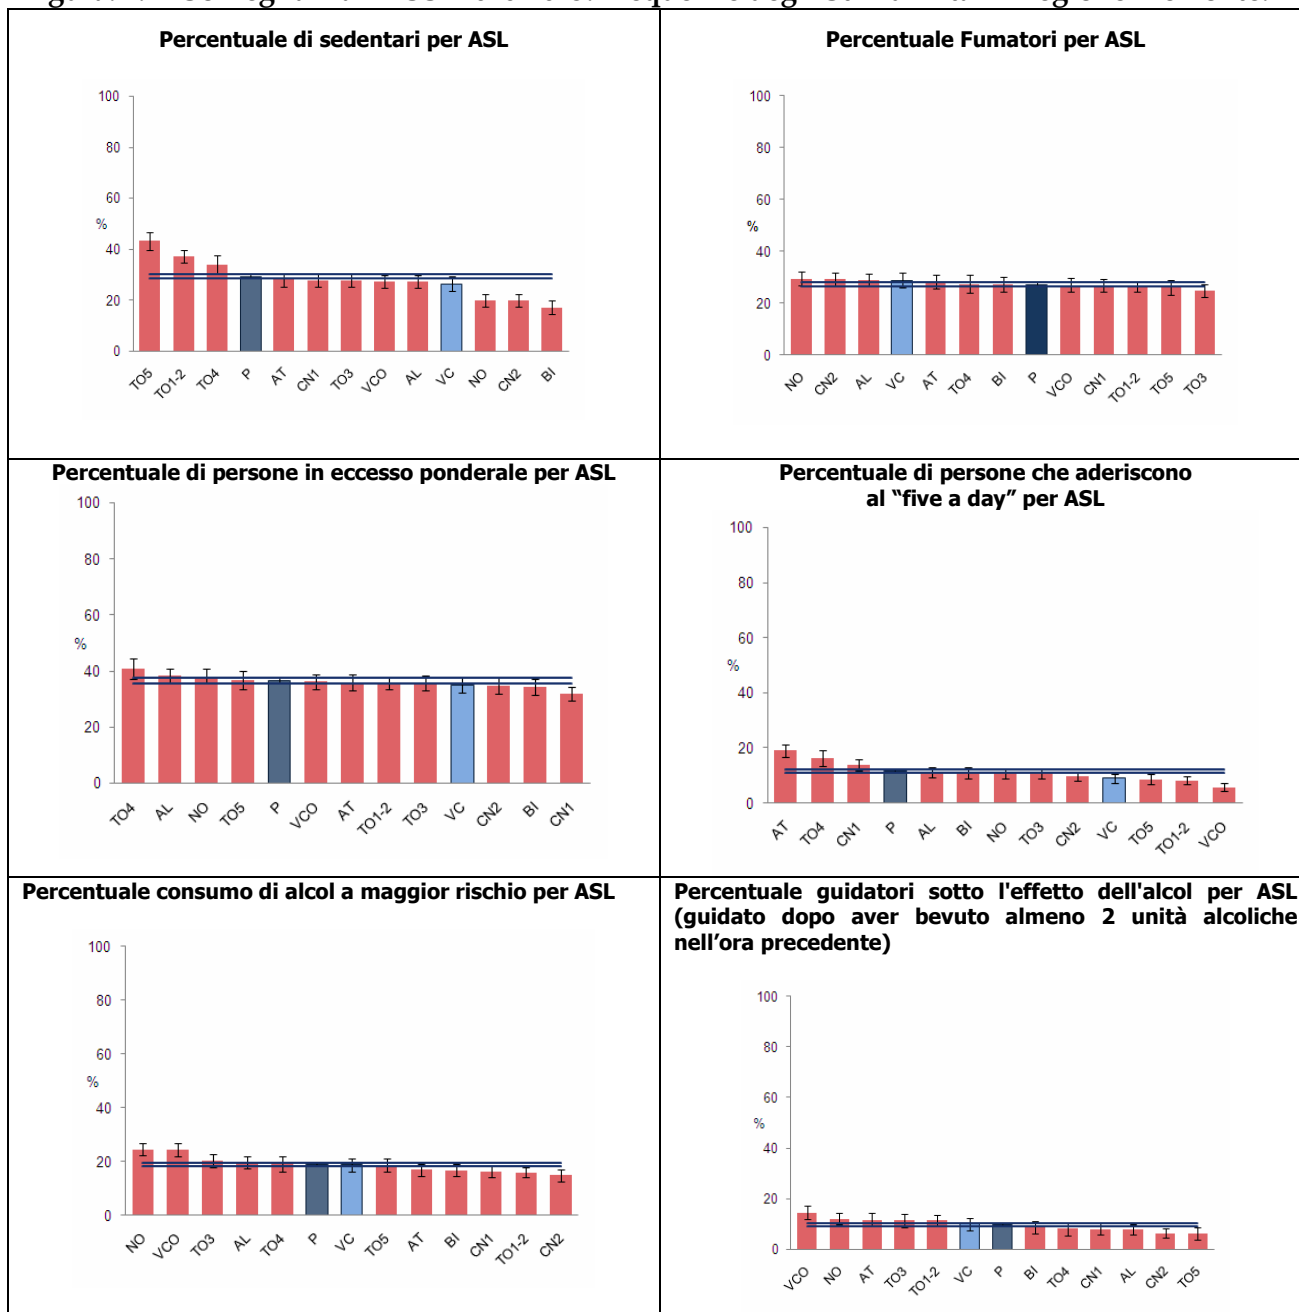 Percentuale di sedentari per ASL
100
80
60
%
40
20
0
TO5 TO1-2 TO4 P AT CN1 TO3 VCO AL VC NO CN2 BI
Percentuale Fumatori per ASL
100
80
60
%
40
20
0
NO CN2 AL VC AT TO4 BI P VCO CN1 TO1-2 TO5 TO3
Percentuale di persone in eccesso ponderale per ASL
100
80
60
%
40
20
0
TO4 AL NO TO5 P VCO AT TO1-2 TO3 VC CN2 BI CN1
Percentuale di persone che aderiscono
al “five a day” per ASL
100
80
60
%
40
20
0
AT TO4 CN1 P AL BI NO TO3 CN2 VC TO5 TO1-2 VCO
Percentuale consumo di alcol a maggior rischio per ASL
100
80
60
%
40
20
0
NO VCO TO3 AL TO4 P VC TO5 AT BI CN1 TO1-2 CN2
Percentuale guidatori sotto l'effetto dell'alcol per ASL
(guidato dopo aver bevuto almeno 2 unità alcoliche
nell’ora precedente)
100
80
60
%
40
20
0
VCO NO AT TO3 TO1-2 VC P BI TO4 CN1 AL CN2 TO5